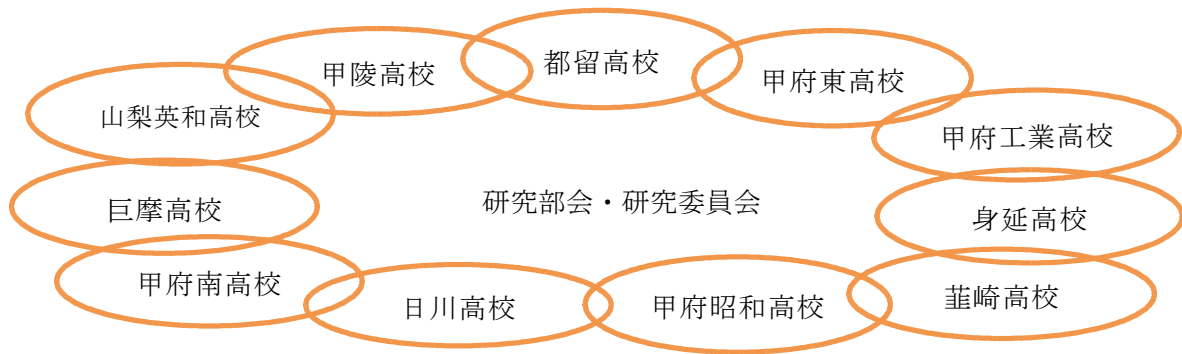 都留高校
甲陵高校
甲府東高校
山梨英和高校
甲府工業高校
巨摩高校
研究部会・研究委員会
身延高校
甲府南高校
日川高校
甲府昭和高校
韮崎高校